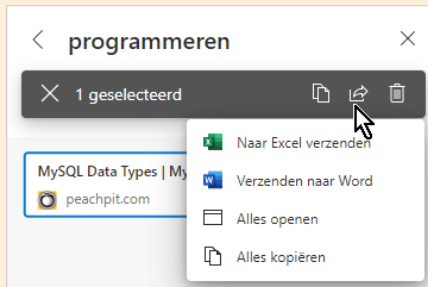 programmeren
1 geselecteerd
Naar Excel verzenden
MySQL Data Types | My
Verzenden naar Word
peachpit.com
Alles openen
Alles kopiëren